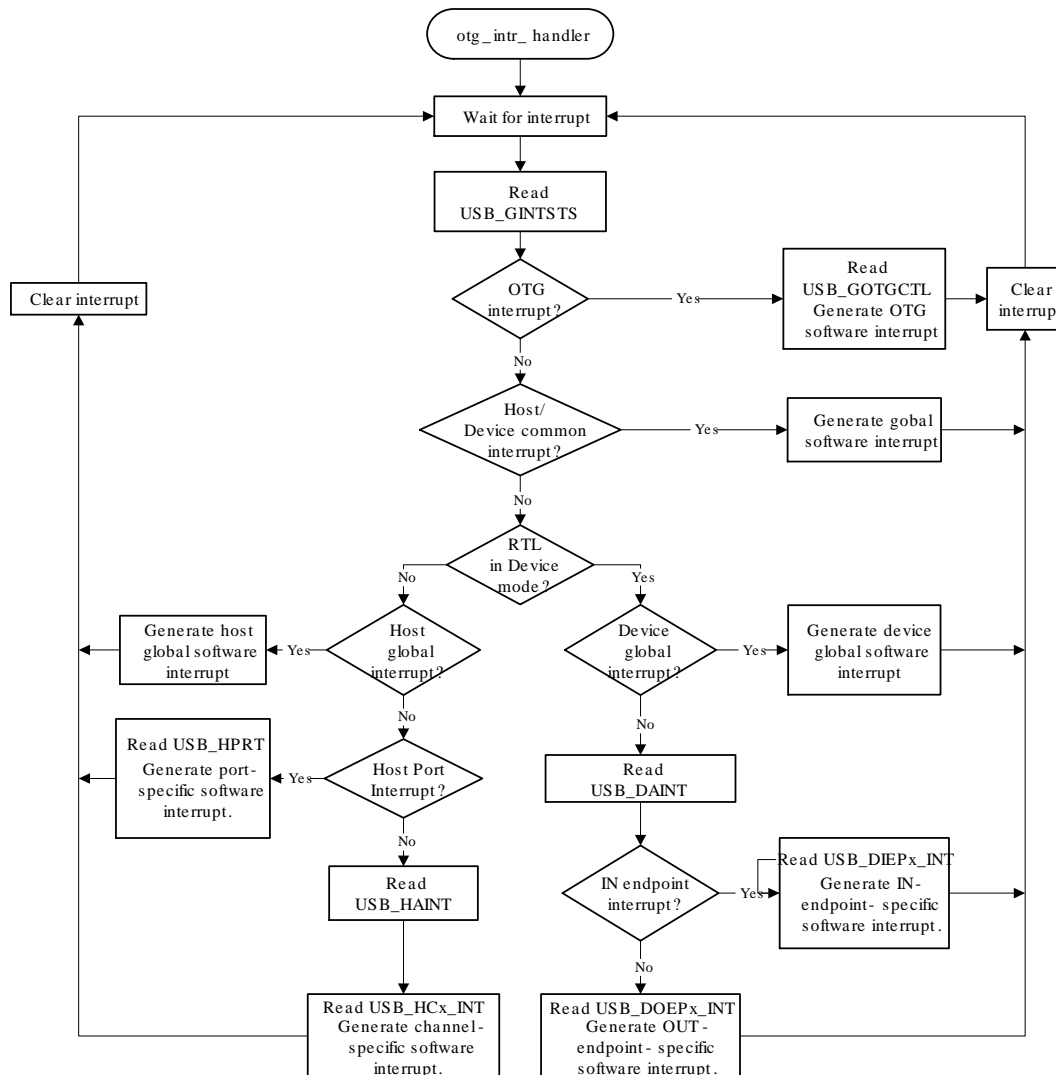 otg_intr_ handler
Wait for interrupt
Read
USB_GINTSTS
OTG
interrupt?
Yes
Read
USB_GOTGCTL
Generate OTG
software interrupt
Clear
interrupt
Clear interrupt
No
Host/
Device common
interrupt?
Yes
Generate gobal
software interrupt
No
RTL
in Device
mode?
No
Yes
Generate host
global software
interrupt
Yes
Host
global
interrupt?
Device
global
interrupt?
Yes
Generate device
global software
interrupt
No
No
Read USB_HPRT
Generate port-
specific software
interrupt.
Yes
Host Port
Interrupt?
Read
USB_DAINT
No
Read
USB_HAINT
IN endpoint
interrupt?
Yes
Read USB_DIEPx_INT
Generate IN-
endpoint- specific
software interrupt.
No
Read USB_HCx_INT
Generate channel-
specific software
interrupt.
Read USB_DOEPx_INT
Generate OUT-
endpoint- specific
software interrupt.